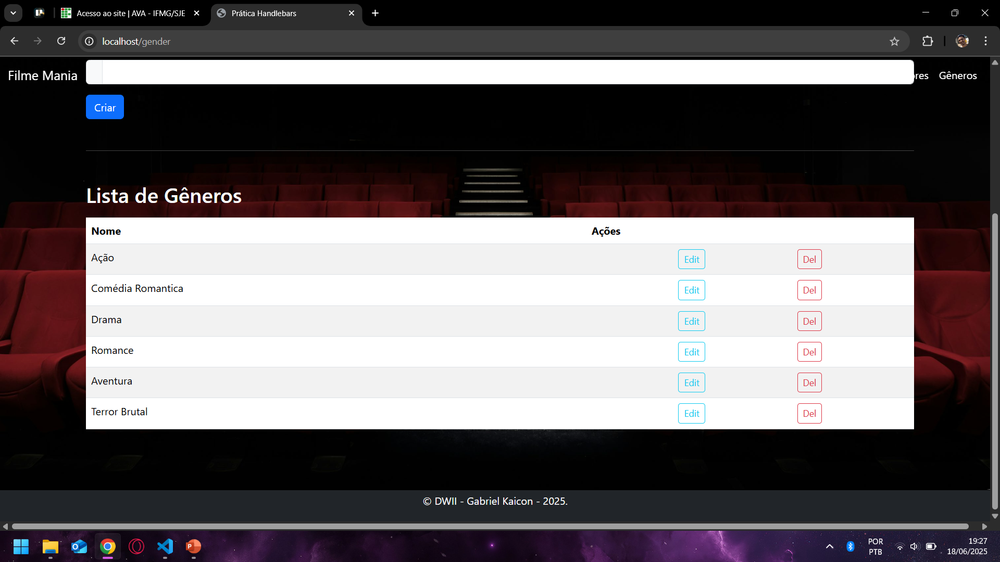 Acesso ao site | AVA - IFMG/SJE
Prática Handlebars
localhost/gender
Filme Mania
Gêneros
Criar
Lista de Gêneros
Nome Ações
Ação Edit Del
Comédia Romantica Edit Del
Drama Edit Del
Romance Edit Del
Aventura Edit Del
Terror Brutal Edit Del
© DWII - Gabriel Kaicon - 2025.
POR
PTB
19:27
18/06/2025